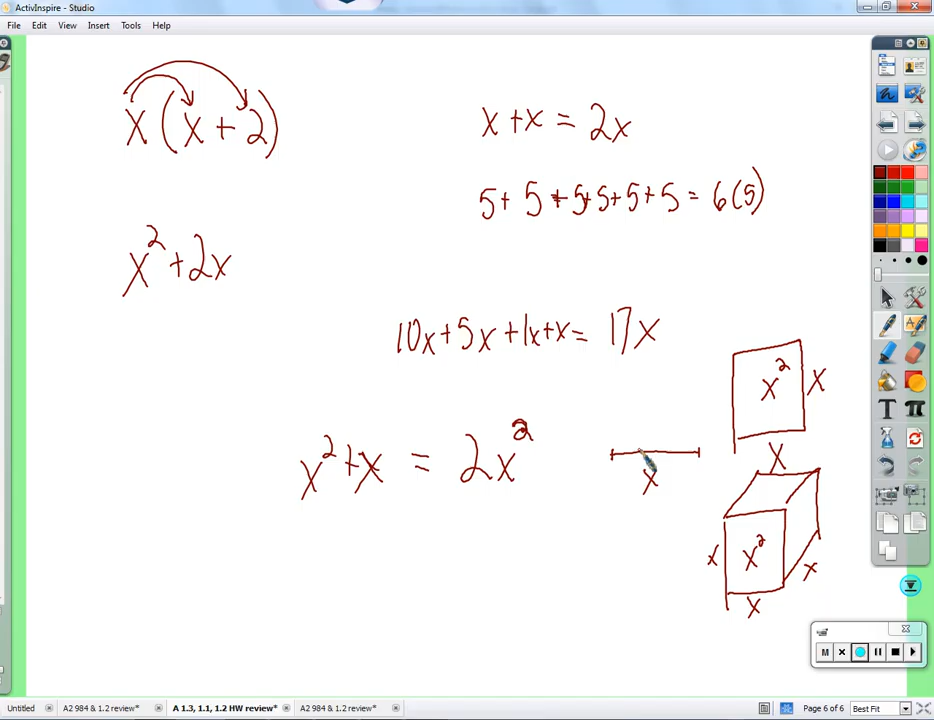 ActivInspire - Studio
File Edit View Insert Tools Help
x(x + 2)
x + x = 2x
5 + 5 + 5 + 5 + 5 + 5 = 6(5)
x² + 2x
10x + 5x + 1x + x = 17x
x²
x
x
x² + x = 2x²
x
x
x²
x
x
M
Untitled A2 984 & 1.2 review* A 1.3, 1.1, 1.2 HW review* A2 984 & 1.2 review*
Page 6 of 6 Best Fit